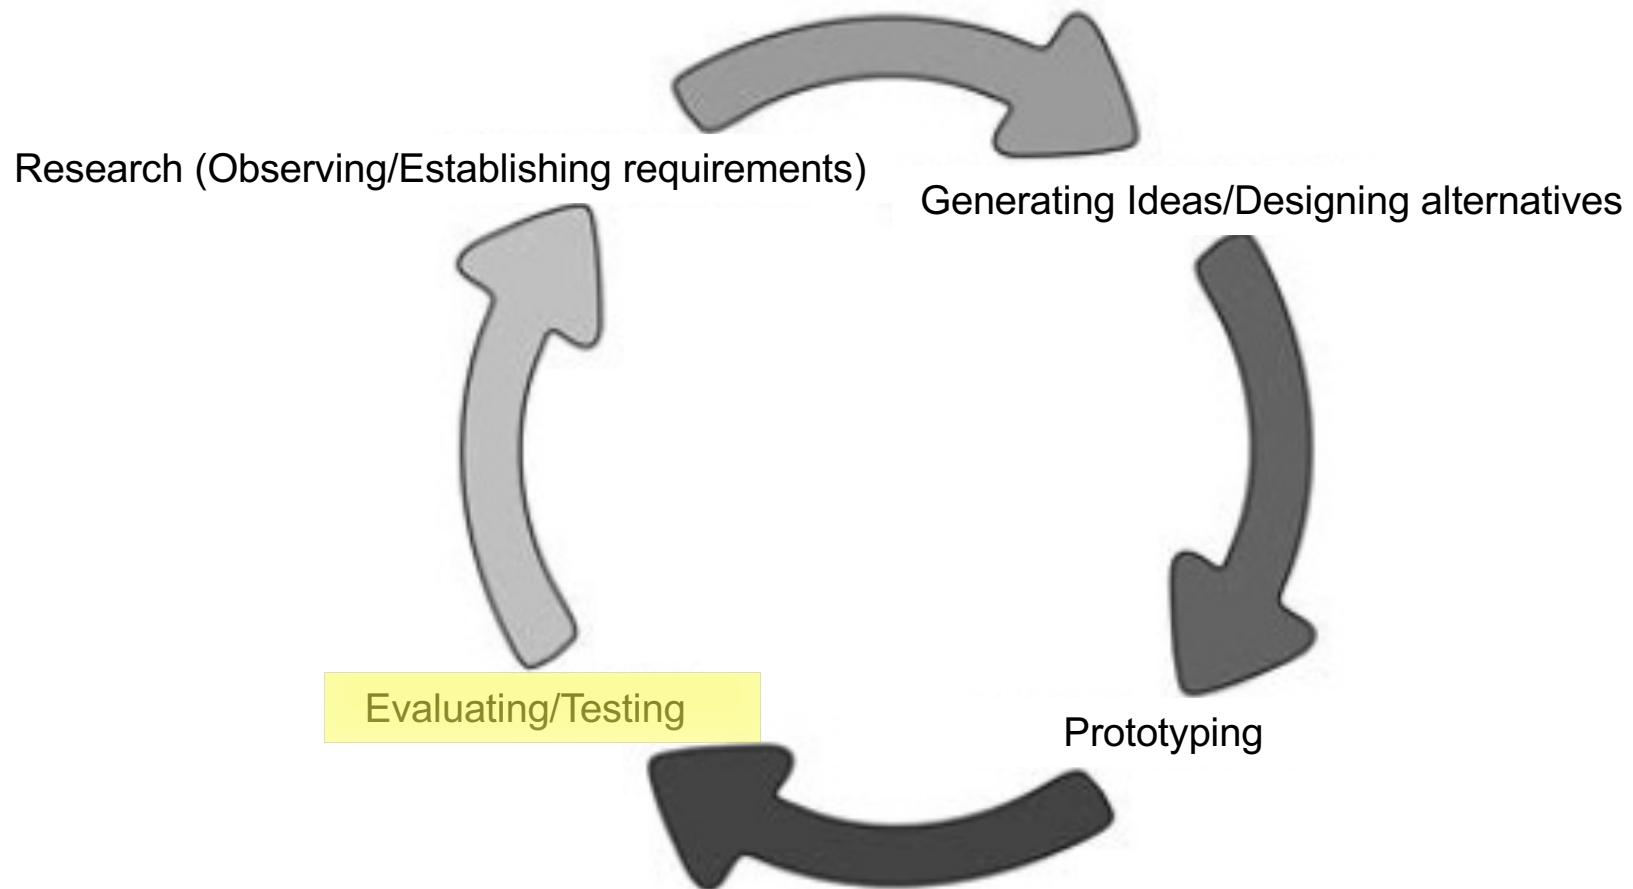 Research (Observing/Establishing requirements)
Generating Ideas/Designing alternatives
Evaluating/Testing
Prototyping